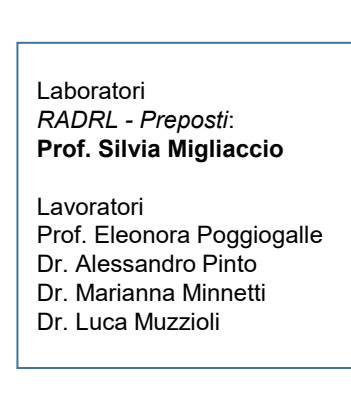 Laboratori
RADRL - Preposti:
Prof. Silvia Migliaccio
Lavoratori
Prof. Eleonora Poggiogalle
Dr. Alessandro Pinto
Dr. Marianna Minnetti
Dr. Luca Muzzioli